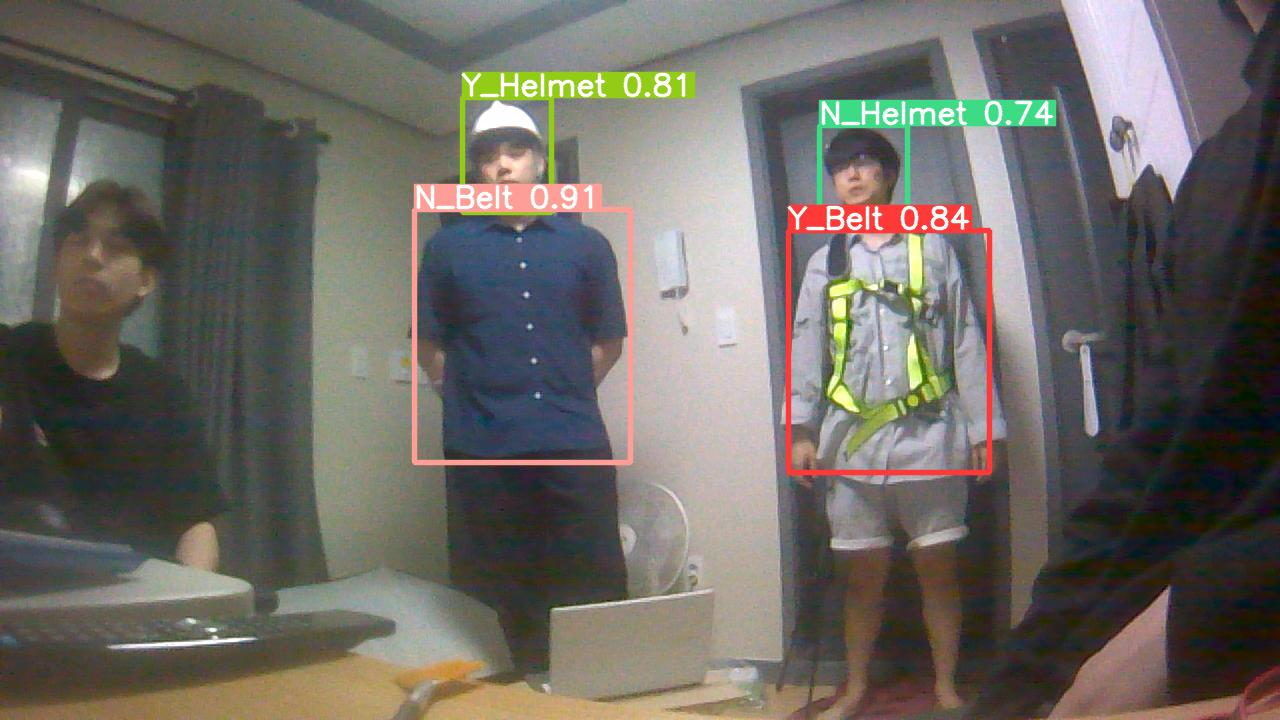 Y_Helmet 0.81
N_Helmet 0.74
N_Belt 0.91
Y_Belt 0.84